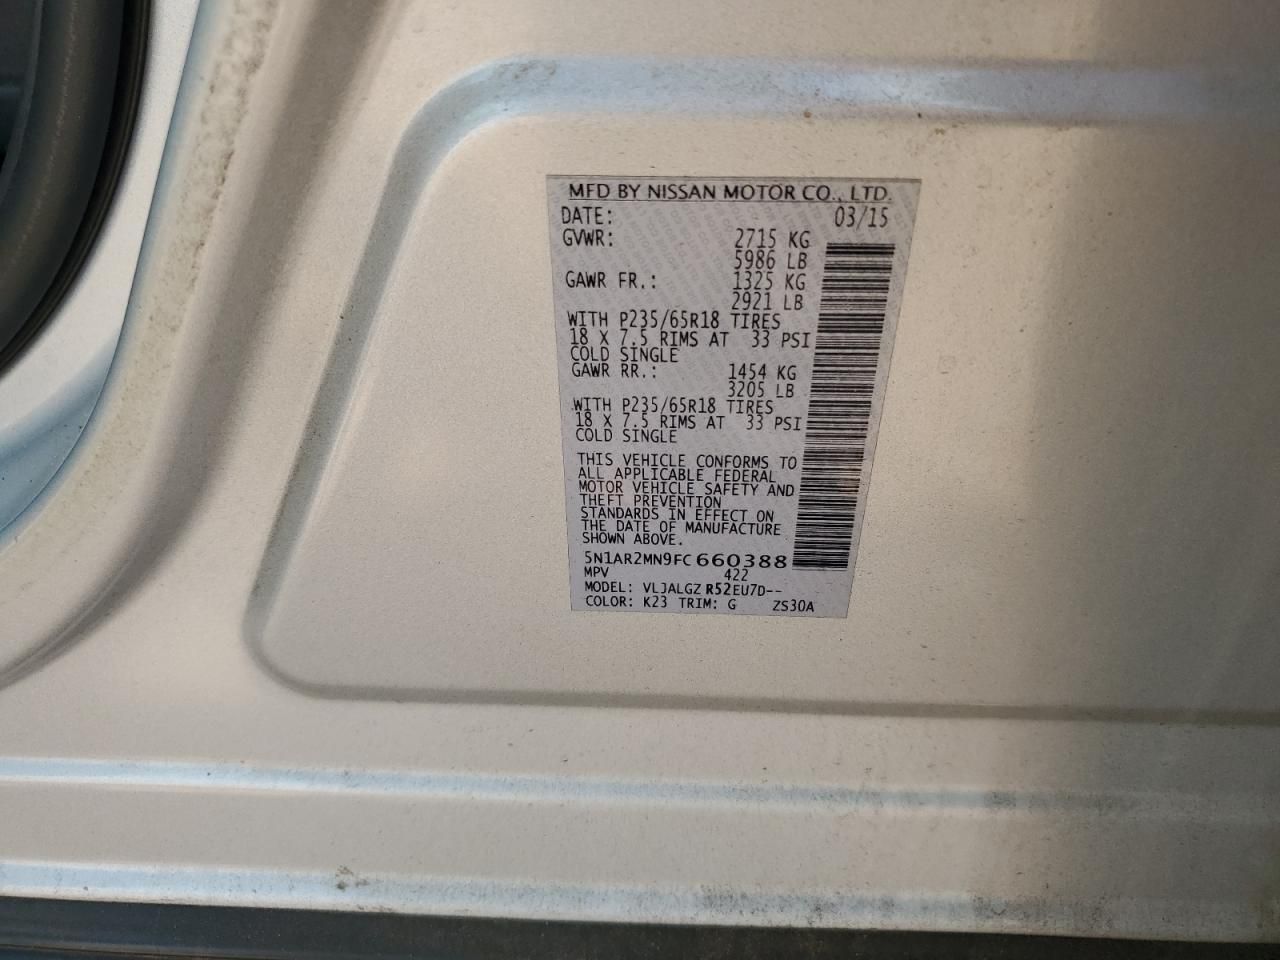 MFD BY NISSAN MOTOR CO., LTD.
DATE: 03/15
GVWR: 2715 KG
5986 LB
GAWR FR.: 1325 KG
2921 LB
WITH P235/65R18 TIRES
18 X 7.5 RIMS AT 33 PSI
COLD SINGLE
GAWR RR.: 1454 KG
3205 LB
WITH P235/65R18 TIRES
18 X 7.5 RIMS AT 33 PSI
COLD SINGLE
THIS VEHICLE CONFORMS TO
ALL APPLICABLE FEDERAL
MOTOR VEHICLE SAFETY AND
THEFT PREVENTION
STANDARDS IN EFFECT ON
THE DATE OF MANUFACTURE
SHOWN ABOVE.
5N1AR2MN9FC660388
MPV 422
MODEL: VLJALGZ R52EU7D--
COLOR: K23 TRIM: G ZS30A